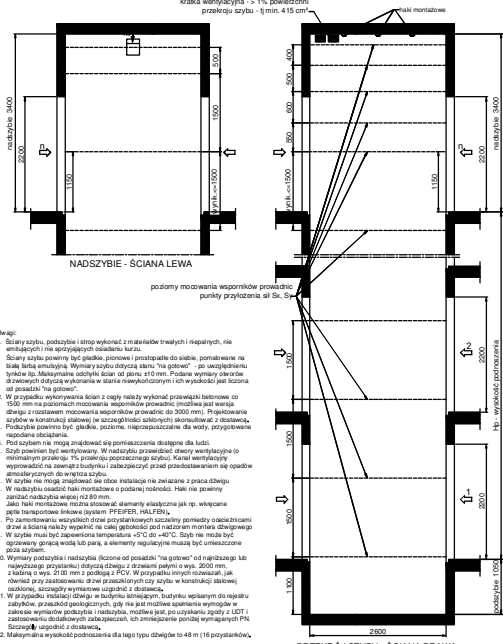 kratka wentylacyjna - > 1% powierzchni
przekroju szybu - tj min. 415 cm²
haki montażowe
nadszybie 3400
2200
1150
n
500
1500
wynik.<=1500
400
500
600
550
wynik.<=1500
1150
n
2200
nadszybie 3400
NADSZYBIE - ŚCIANA LEWA
poziomy mocowania wsporników prowadnic
punkty przyłożenia sił Sx, Sy
1500
1500
1500
1100
2
2200
1
2200
Hp - wysokość podnoszenia
podszybie 1050
2600
Uwagi:
Ściany szybu, podszybie i strop wykonać z materiałów trwałych i niepalnych, nie
emitujących i nie sprzyjających osiadaniu kurzu.
Ściany szybu powinny być gładkie, pionowe i prostopadłe do siebie, pomalowane na
białą farbę emulsyjną. Wymiary szybu dotyczą stanu "na gotowo" - po uwzględnieniu
tynków itp. Maksymalne odchyłki ścian od pionu ±10 mm. Podane wymiary otworów
drzwiowych dotyczą wykonania w stanie niewykończonym i ich wysokości jest liczona
od posadzki "na gotowo".
W przypadku wykonywania ścian z cegły należy wykonać przewiązki betonowe co
1500 mm na poziomach mocowania wsporników prowadnic (możliwa jest wersja
dźwigu z rozstawem mocowania wsporników do 3000 mm). Projektowanie
szybów w konstrukcji stalowej (w szczególności szklonych) skonsultować z dostawcą.
Podszybie powinno być gładkie, poziome, nieprzepuszczalne dla wody, przygotowane
na podane obciążenia.
Pod szybem nie mogą znajdować się pomieszczenia dostępne dla ludzi.
Szyb powinien być wentylowany. W nadszybiu przewidzieć otwory wentylacyjne (o
minimalnym przekroju 1% przekroju poprzecznego szybu). Kanał wentylacyjny
wyprowadzić na zewnątrz budynku i zabezpieczyć przed przedostawaniem się opadów
atmosferycznych do wnętrza szybu.
W szybie nie mogą znajdować się obce instalacje nie związane z pracą dźwigu
W nadszybiu osadzić haki montażowe o podanej nośności. Haki nie powinny
zaniżać nadszybia więcej niż 80 mm.
Jako haki montażowe można stosować elementy elastyczne jak np. wkręcane
pętle transportowe linkowe (system PFEIFER, HALFEN).
Po zamontowaniu wszystkich drzwi przystankowych szczeliny pomiędzy ościeżnicami
drzwi a ścianą należy wypełnić na całej głębokości pod nadzorem montera dźwigowego
W szybie musi być zapewniona temperatura +5°C do +40°C. Szyb nie może być
ogrzewany gorącą wodą lub parą, a elementy regulacyjne muszą być umieszczone
poza szybem.
0. Wymiary podszybia i nadszybia (liczone od posadzki "na gotowo" od najniższego lub
najwyższego przystanku) dotyczą dźwigu z drzwiami pełnymi o wys. 2000 mm,
z kabiną o wys. 2100 mm z podłogą z PCV. W przypadku innych rozwiązań, jak
również przy zastosowaniu drzwi przeszklonych czy szybu w konstrukcji stalowej
oszklonej, szczegóły wymiarowe uzgodnić z dostawcą.
1. W przypadku instalacji dźwigu w budynku istniejącym, budynku wpisanym do rejestru
zabytków, przeszkód geologicznych, gdy nie jest możliwe spełnienie wymogów w
zakresie wymiarów podszybia i nadszybia, możliwe jest, po uzyskaniu zgody z UDT i
zastosowaniu dodatkowych zabezpieczeń, ich zmniejszenie poniżej wymaganych PN.
Szczegóły uzgodnić z dostawcą.
2. Maksymalna wysokość podnoszenia dla tego typu dźwigów to 48 m (16 przystanków).